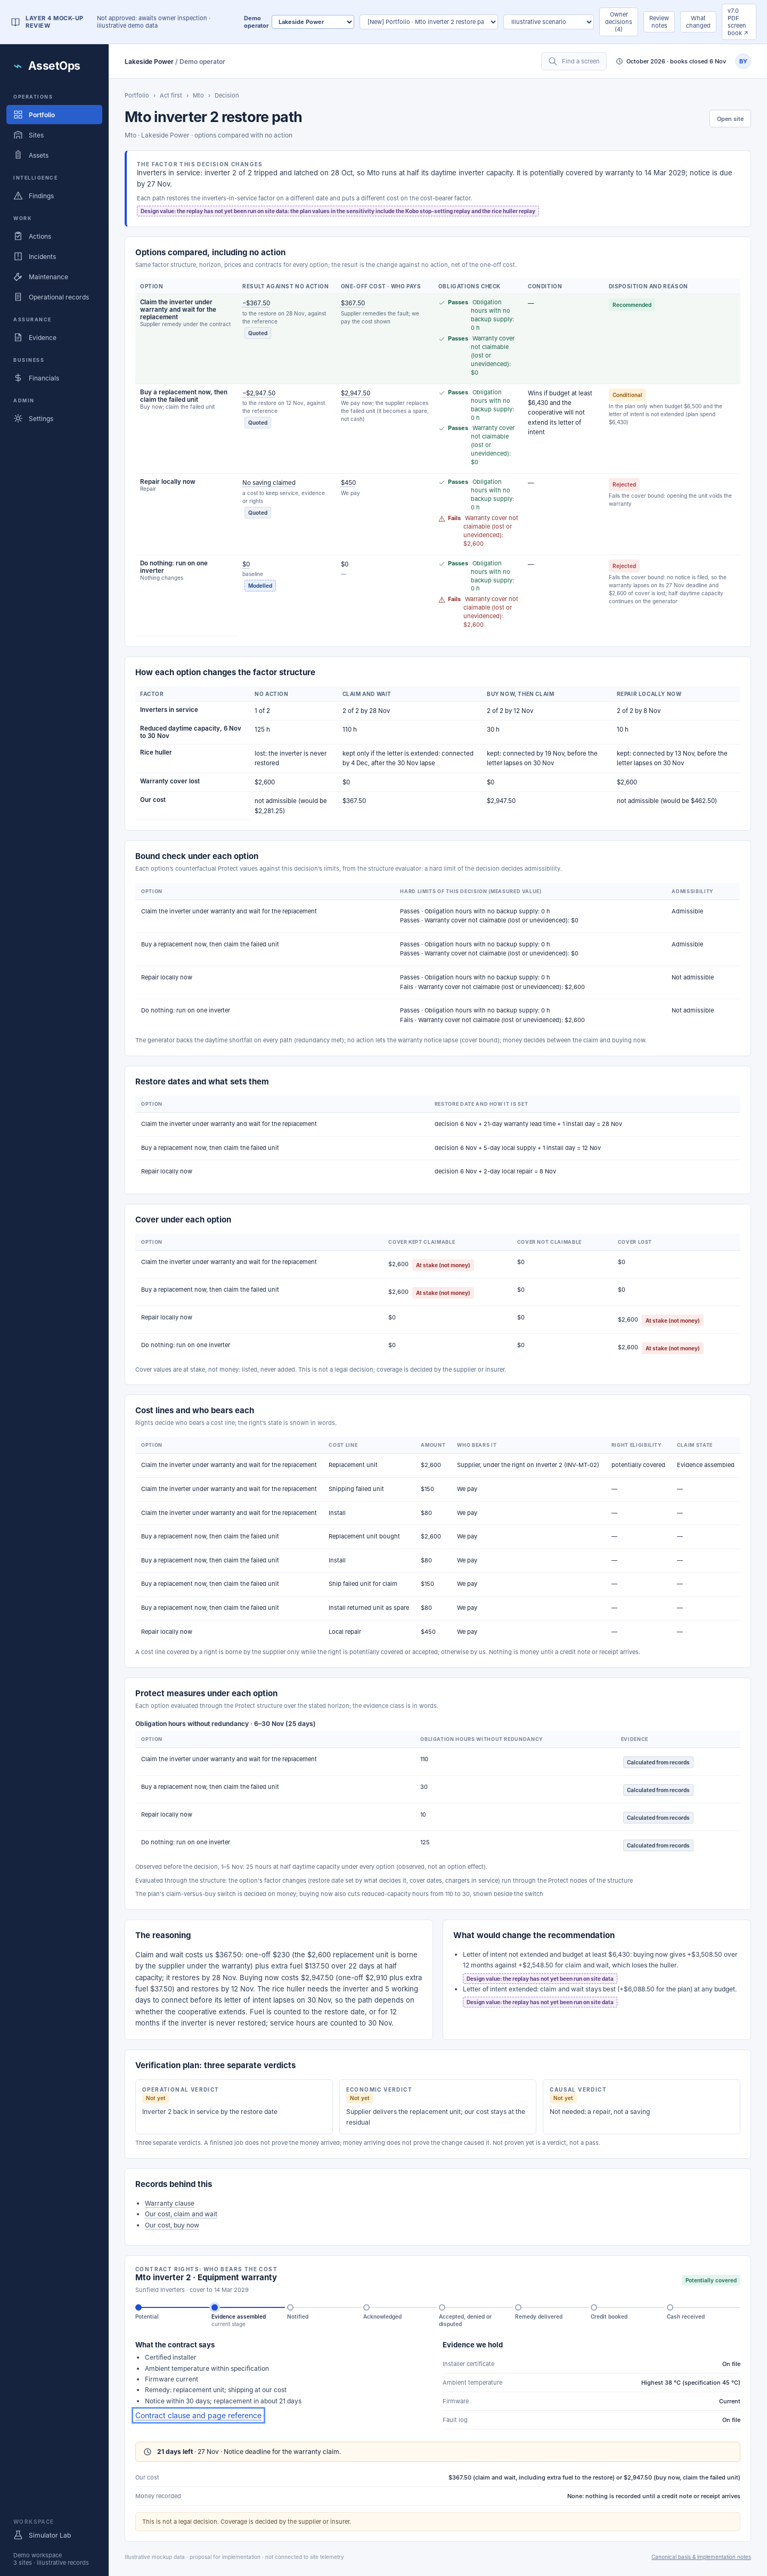 LAYER 4 MOCK-UP REVIEW
Not approved: awaits owner inspection · illustrative demo data
Demo operator
Lakeside Power
[New] Portfolio · Mto inverter 2 restore pa
Illustrative scenario
Owner decisions (4)
Review notes
What changed
v7.0 PDF screen book ↗
AssetOps
OPERATIONS
Portfolio
Sites
Assets
INTELLIGENCE
Findings
WORK
Actions
Incidents
Maintenance
Operational records
ASSURANCE
Evidence
BUSINESS
Financials
ADMIN
Settings
WORKSPACE
Simulator Lab
Demo workspace
3 sites · illustrative records
Lakeside Power / Demo operator
Find a screen
October 2026 · books closed 6 Nov
BY
Portfolio › Act first › Mto › Decision
Mto inverter 2 restore path
Mto · Lakeside Power · options compared with no action
Open site
THE FACTOR THIS DECISION CHANGES
Inverters in service: inverter 2 of 2 tripped and latched on 28 Oct, so Mto runs at half its daytime inverter capacity. It is potentially covered by warranty to 14 March 2029; notice is due
by 27 Nov.
Each path restores the inverters-in-service factor on a different date and puts a different cost on the cost-bearer factor.
Design value: the replay has not yet been run on site data: the plan values in the sensitivity include the Kobo stop-setting replay and the rice huller replay
Options compared, including no action
Same factor structure, horizon, prices and contracts for every option; the result is the change against no action, net of the one-off cost.
OPTION RESULT AGAINST NO ACTION ONE-OFF COST · WHO PAYS OBLIGATIONS CHECK CONDITION DISPOSITION AND REASON
Claim the inverter under warranty and wait for the replacement
Supplier remedy under the contract
−$367.50
to the restore on 28 Nov, against the reference
Quoted
$367.50
Supplier remedies the fault; we pay the cost shown
Passes Obligation hours with no backup supply: 0 h
Passes Warranty cover not claimable (lost or unevidenced): $0
—
Recommended
Buy a replacement now, then claim the failed unit
Buy now; claim the failed unit
−$2,947.50
to the restore on 12 Nov, against the reference
Quoted
$2,947.50
We pay now; the supplier replaces the failed unit (it becomes a spare, not cash)
Passes Obligation hours with no backup supply: 0 h
Passes Warranty cover not claimable (lost or unevidenced): $0
Wins if budget at least $6,430 and the cooperative will not extend its letter of intent
Conditional
In the plan only when budget $6,500 and the letter of intent is not extended (plan spend $6,430)
Repair locally now
Repair
No saving claimed
a cost to keep service, evidence or rights
Quoted
$450
We pay
Passes Obligation hours with no backup supply: 0 h
Fails Warranty cover not claimable (lost or unevidenced): $2,600
—
Rejected
Fails the cover bound: opening the unit voids the warranty
Do nothing: run on one inverter
Nothing changes
$0
baseline
Modelled
$0
—
Passes Obligation hours with no backup supply: 0 h
Fails Warranty cover not claimable (lost or unevidenced): $2,600
Rejected
Fails the cover bound: no notice is filed, so the warranty lapses on its 27 Nov deadline and $2,600 of cover is lost; half daytime capacity continues on the generator
How each option changes the factor structure
FACTOR NO ACTION CLAIM AND WAIT BUY NOW, THEN CLAIM REPAIR LOCALLY NOW
Inverters in service 1 of 2 2 of 2 by 28 Nov 2 of 2 by 12 Nov 2 of 2 by 8 Nov
Reduced daytime capacity, 6 Nov to 30 Nov 125 h 110 h 30 h 10 h
Rice huller lost: the inverter is never restored kept only if the letter is extended: connected by 4 Dec, after the 30 Nov lapse kept: connected by 19 Nov, before the letter lapses on 30 Nov kept: connected by 13 Nov, before the letter lapses on 30 Nov
Warranty cover lost $2,600 $0 $0 $2,600
Our cost not admissible (would be $2,281.25) $367.50 $2,947.50 not admissible (would be $462.50)
Bound check under each option
Each option's counterfactual Protect values against this decision's limits, from the structure evaluator: a hard limit of the decision decides admissibility.
OPTION HARD LIMITS OF THIS DECISION (MEASURED VALUE) ADMISSIBILITY
Claim the inverter under warranty and wait for the replacement Passes · Obligation hours with no backup supply: 0 h Admissible
Passes · Warranty cover not claimable (lost or unevidenced): $0
Buy a replacement now, then claim the failed unit Passes · Obligation hours with no backup supply: 0 h Admissible
Passes · Warranty cover not claimable (lost or unevidenced): $0
Repair locally now Passes · Obligation hours with no backup supply: 0 h Not admissible
Fails · Warranty cover not claimable (lost or unevidenced): $2,600
Do nothing: run on one inverter Passes · Obligation hours with no backup supply: 0 h Not admissible
Fails · Warranty cover not claimable (lost or unevidenced): $2,600
The generator backs the daytime shortfall on every path (redundancy met); no action lets the warranty notice lapse (cover bound); money decides between the claim and buying now.
Restore dates and what sets them
OPTION RESTORE DATE AND HOW IT IS SET
Claim the inverter under warranty and wait for the replacement decision 6 Nov + 21-day warranty lead time + 1 install day = 28 Nov
Buy a replacement now, then claim the failed unit decision 6 Nov + 5-day local supply + 1 install day = 12 Nov
Repair locally now decision 6 Nov + 2-day local repair = 8 Nov
Cover under each option
OPTION COVER KEPT CLAIMABLE COVER NOT CLAIMABLE COVER LOST
Claim the inverter under warranty and wait for the replacement $2,600 At stake (not money) $0 $0
Buy a replacement now, then claim the failed unit $2,600 At stake (not money) $0 $0
Repair locally now $0 $0 $2,600 At stake (not money)
Do nothing: run on one inverter $0 $0 $2,600 At stake (not money)
Cover values are at stake, not money: listed, never added. This is not a legal decision; coverage is decided by the supplier or insurer.
Cost lines and who bears each
Rights decide who bears a cost line; the right's state is shown in words.
OPTION COST LINE AMOUNT WHO BEARS IT RIGHT ELIGIBILITY CLAIM STATE
Claim the inverter under warranty and wait for the replacement Replacement unit $2,600 Supplier, under the right on Inverter 2 (INV-MT-02) potentially covered Evidence assembled
Claim the inverter under warranty and wait for the replacement Shipping failed unit $150 We pay — —
Claim the inverter under warranty and wait for the replacement Install $80 We pay — —
Buy a replacement now, then claim the failed unit Replacement unit bought $2,600 We pay — —
Buy a replacement now, then claim the failed unit Install $80 We pay — —
Buy a replacement now, then claim the failed unit Ship failed unit for claim $150 We pay — —
Buy a replacement now, then claim the failed unit Install returned unit as spare $80 We pay — —
Repair locally now Local repair $450 We pay — —
A cost line covered by a right is borne by the supplier only while the right is potentially covered or accepted; otherwise by us. Nothing is money until a credit note or receipt arrives.
Protect measures under each option
Each option evaluated through the Protect structure over the stated horizon; the evidence class is in words.
Obligation hours without redundancy · 6–30 Nov (25 days)
OPTION OBLIGATION HOURS WITHOUT REDUNDANCY EVIDENCE
Claim the inverter under warranty and wait for the replacement 110 Calculated from records
Buy a replacement now, then claim the failed unit 30 Calculated from records
Repair locally now 10 Calculated from records
Do nothing: run on one inverter 125 Calculated from records
Observed before the decision, 1–5 Nov: 25 hours at half daytime capacity under every option (observed, not an option effect).
Evaluated through the structure: the option's factor changes (restore date set by what decides it, cover dates, chargers in service) run through the Protect nodes of the structure
The plan's claim-versus-buy switch is decided on money; buying now also cuts reduced-capacity hours from 110 to 30, shown beside the switch
The reasoning
Claim and wait costs us $367.50: one-off $230 (the $2,600 replacement unit is borne
by the supplier under the warranty) plus extra fuel $137.50 over 22 days at half
capacity; it restores by 28 Nov. Buying now costs $2,947.50 (one-off $2,910 plus extra
fuel $37.50) and restores by 12 Nov. The rice huller needs the inverter and 5 working
days to connect before its letter of intent lapses on 30 Nov, so the path depends on
whether the cooperative extends. Fuel is counted to the restore date, or for 12
months if the inverter is never restored; service hours are counted to 30 Nov.
What would change the recommendation
Letter of intent not extended and budget at least $6,430: buying now gives +$3,508.50 over
12 months against +$2,548.50 for claim and wait, which loses the huller.
Design value: the replay has not yet been run on site data
Letter of intent extended: claim and wait stays best (+$6,088.50 for the plan) at any budget.
Design value: the replay has not yet been run on site data
Verification plan: three separate verdicts
OPERATIONAL VERDICT
Not yet
Inverter 2 back in service by the restore date
ECONOMIC VERDICT
Not yet
Supplier delivers the replacement unit; our cost stays at the residual
CAUSAL VERDICT
Not yet
Not needed: a repair, not a saving
Three separate verdicts. A finished job does not prove the money arrived; money arriving does not prove the change caused it. Not proven yet is a verdict, not a pass.
Records behind this
Warranty clause
Our cost, claim and wait
Our cost, buy now
CONTRACT RIGHTS: WHO BEARS THE COST
Mto inverter 2 · Equipment warranty
Sunfield Inverters · cover to 14 Mar 2029
Potentially covered
Potential
Evidence assembled
current stage
Notified
Acknowledged
Accepted, denied or disputed
Remedy delivered
Credit booked
Cash received
What the contract says
Certified installer
Ambient temperature within specification
Firmware current
Remedy: replacement unit; shipping at our cost
Notice within 30 days; replacement in about 21 days
Contract clause and page reference
Evidence we hold
Installer certificate On file
Ambient temperature Highest 38 °C (specification 45 °C)
Firmware Current
Fault log On file
21 days left · 27 Nov · Notice deadline for the warranty claim.
Our cost $367.50 (claim and wait, including extra fuel to the restore) or $2,947.50 (buy now, claim the failed unit)
Money recorded None: nothing is recorded until a credit note or receipt arrives
This is not a legal decision. Coverage is decided by the supplier or insurer.
Illustrative mockup data · proposal for implementation · not connected to site telemetry
Canonical basis & implementation notes